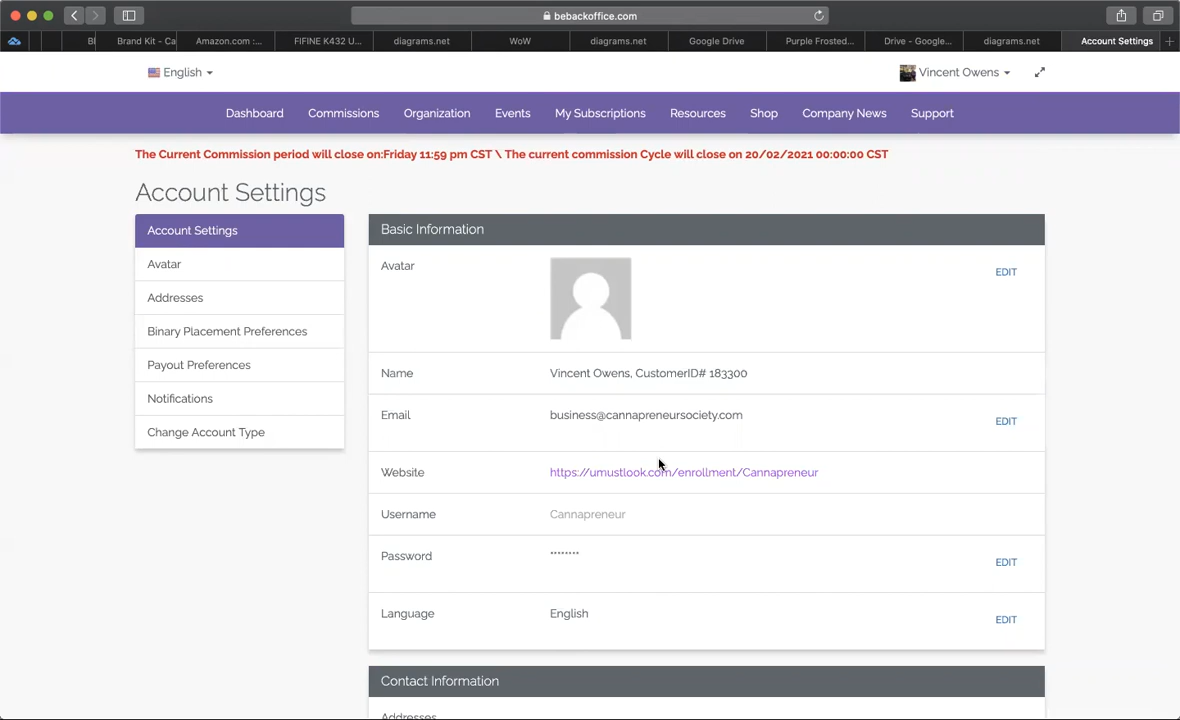 bebackoffice.com
Bl
Brand Kit - Ca
Amazon.com :...
FIFINE K432 U...
diagrams.net
WoW
diagrams.net
Google Drive
Purple Frosted...
Drive - Google...
diagrams.net
Account Settings
English
Vincent Owens
Dashboard Commissions Organization Events My Subscriptions Resources Shop Company News Support
The Current Commission period will close on:Friday 11:59 pm CST \ The current commission Cycle will close on 20/02/2021 00:00:00 CST
Account Settings
Account Settings
Avatar
Addresses
Binary Placement Preferences
Payout Preferences
Notifications
Change Account Type
Basic Information
Avatar EDIT
Name Vincent Owens, CustomerID# 183300
Email business@cannapreneursociety.com EDIT
Website https://umustlook.com/enrollment/Cannapreneur
Username Cannapreneur
Password ******** EDIT
Language English EDIT
Contact Information
Addresses